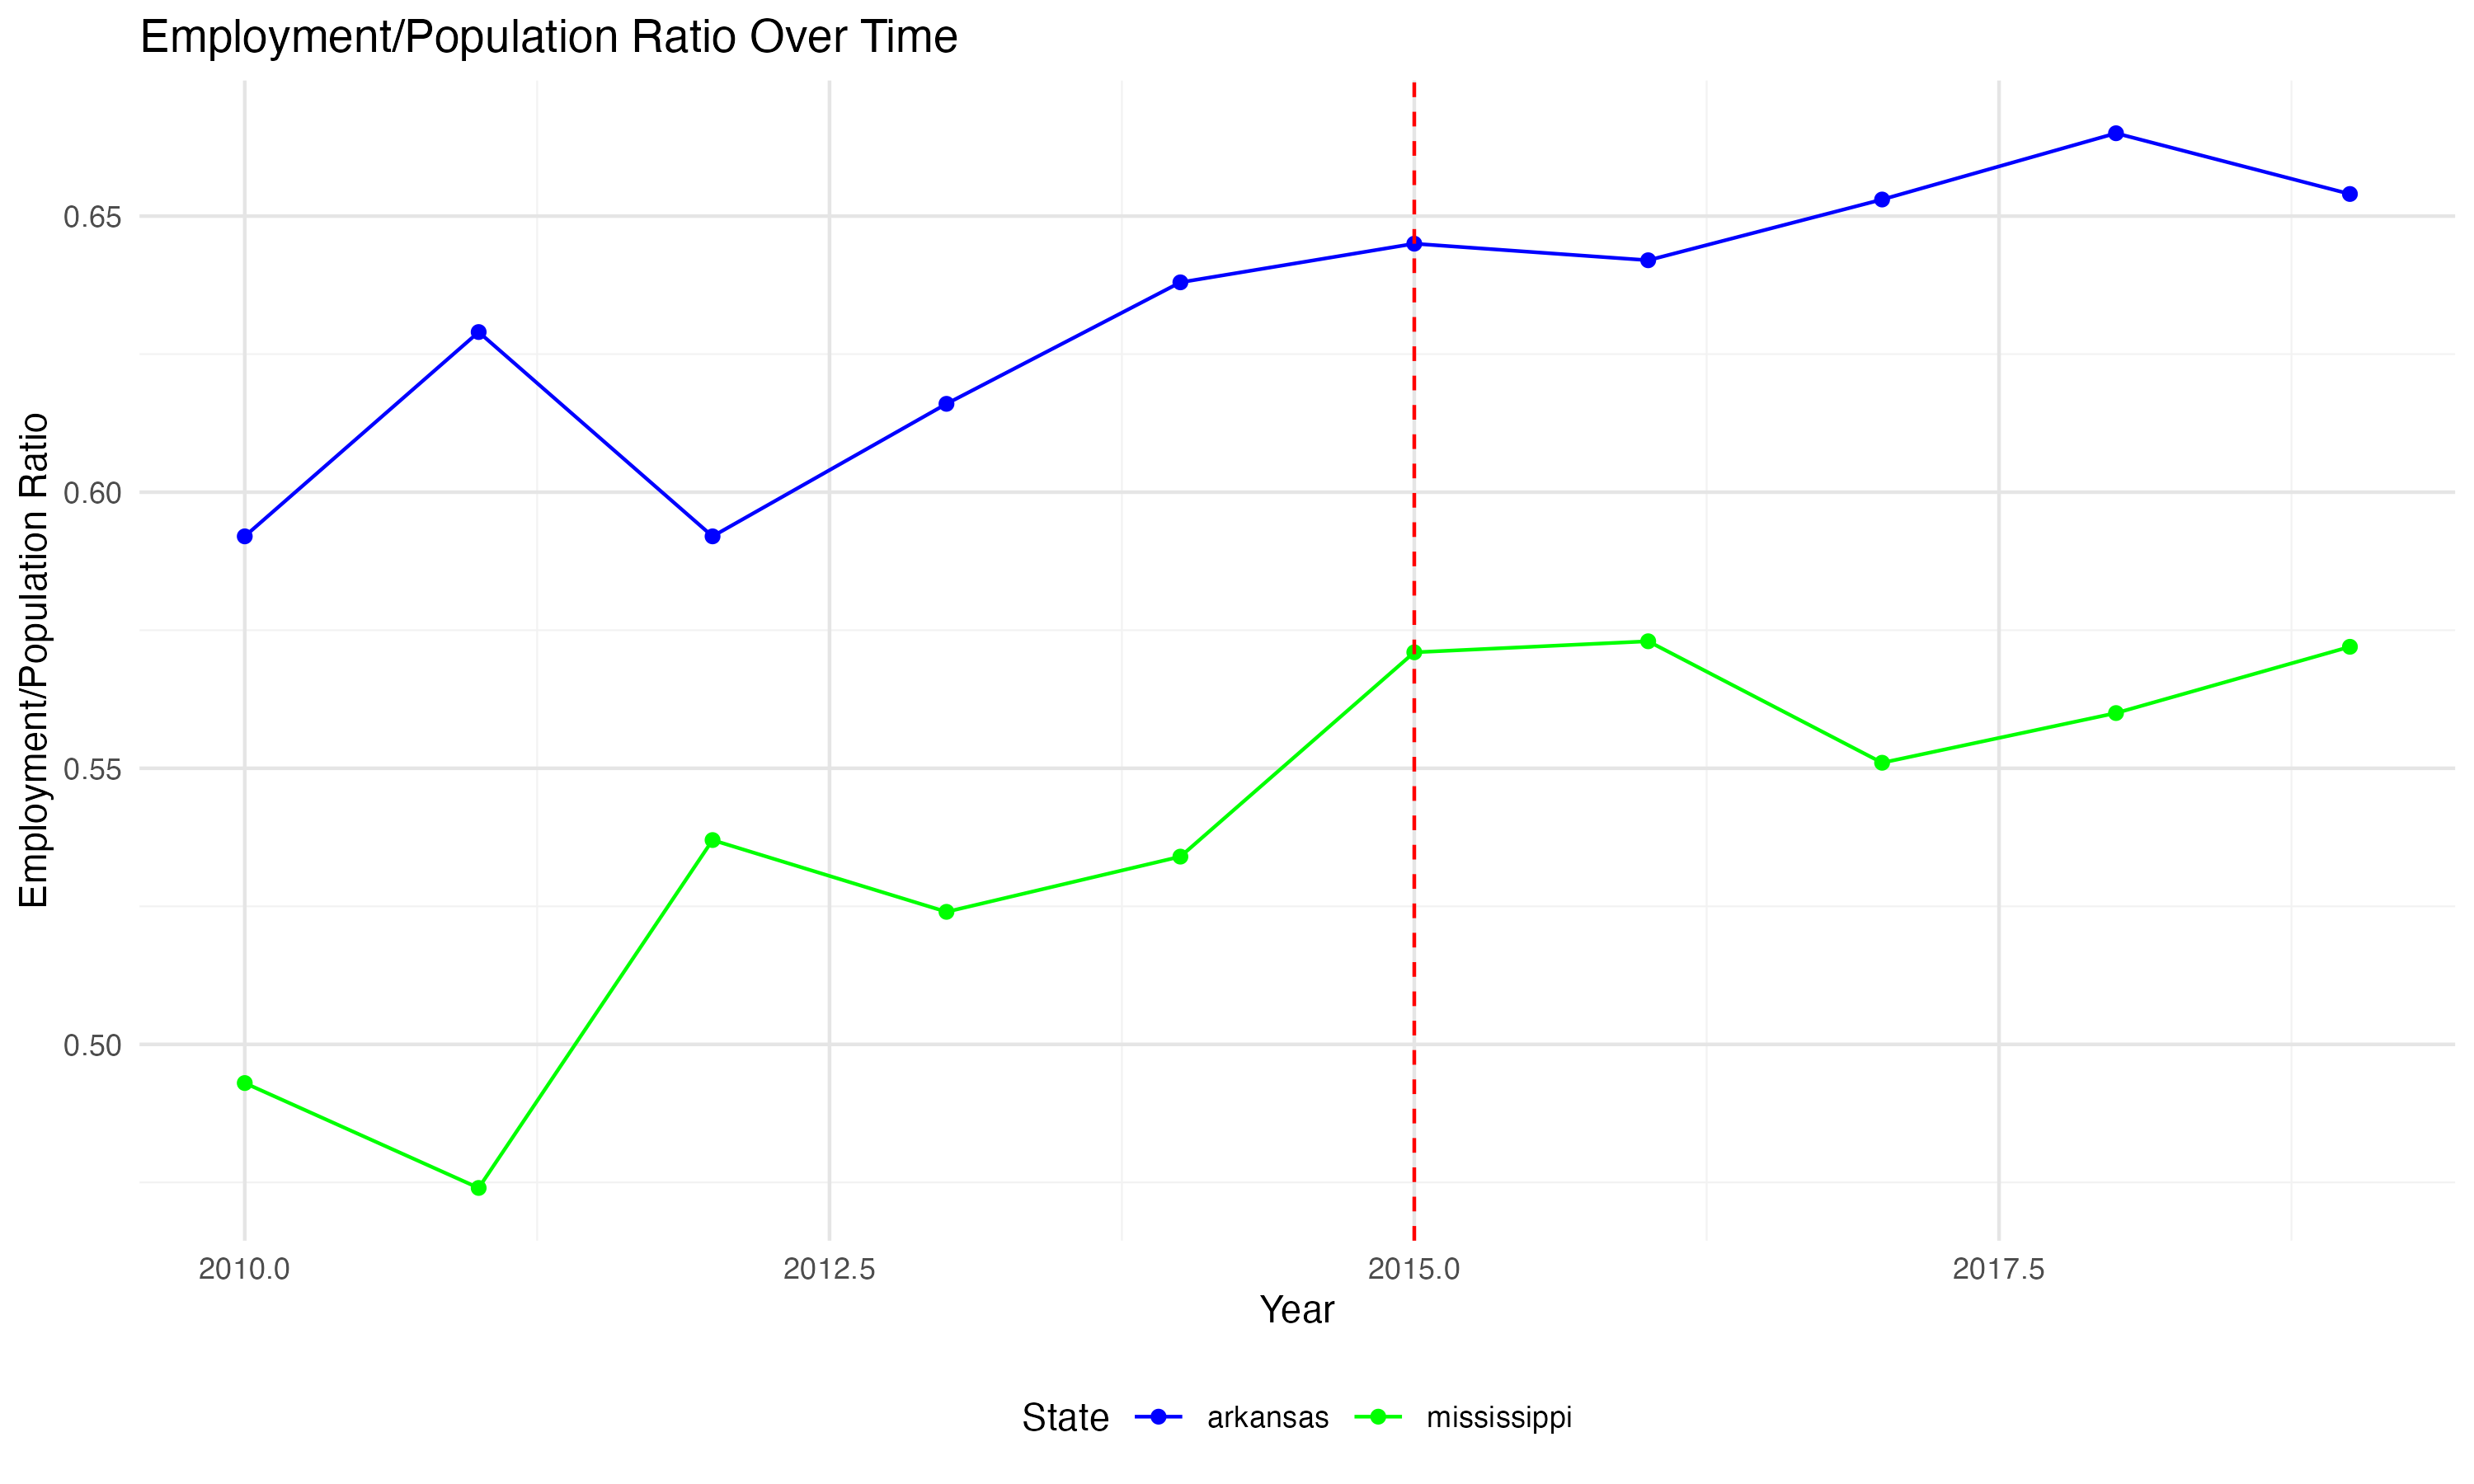 Employment/Population Ratio Over Time
Employment/Population Ratio
0.65
0.60
0.55
0.50
2010.0 2012.5 2015.0 2017.5
Year
State arkansas mississippi